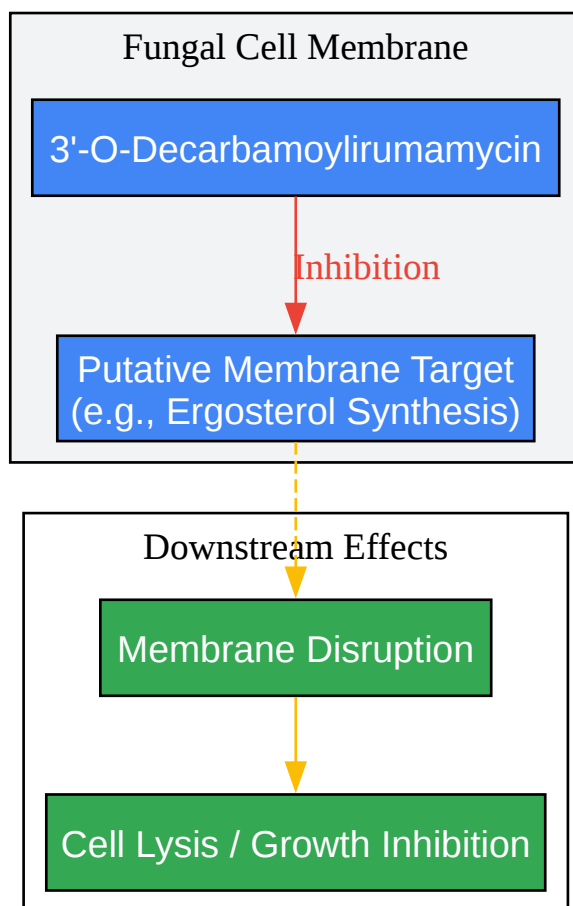 Fungal Cell Membrane
3'-O-Decarbamoylirumamycin
Inhibition
Putative Membrane Target
(e.g., Ergosterol Synthesis)
Downstream Effects
Membrane Disruption
Cell Lysis / Growth Inhibition